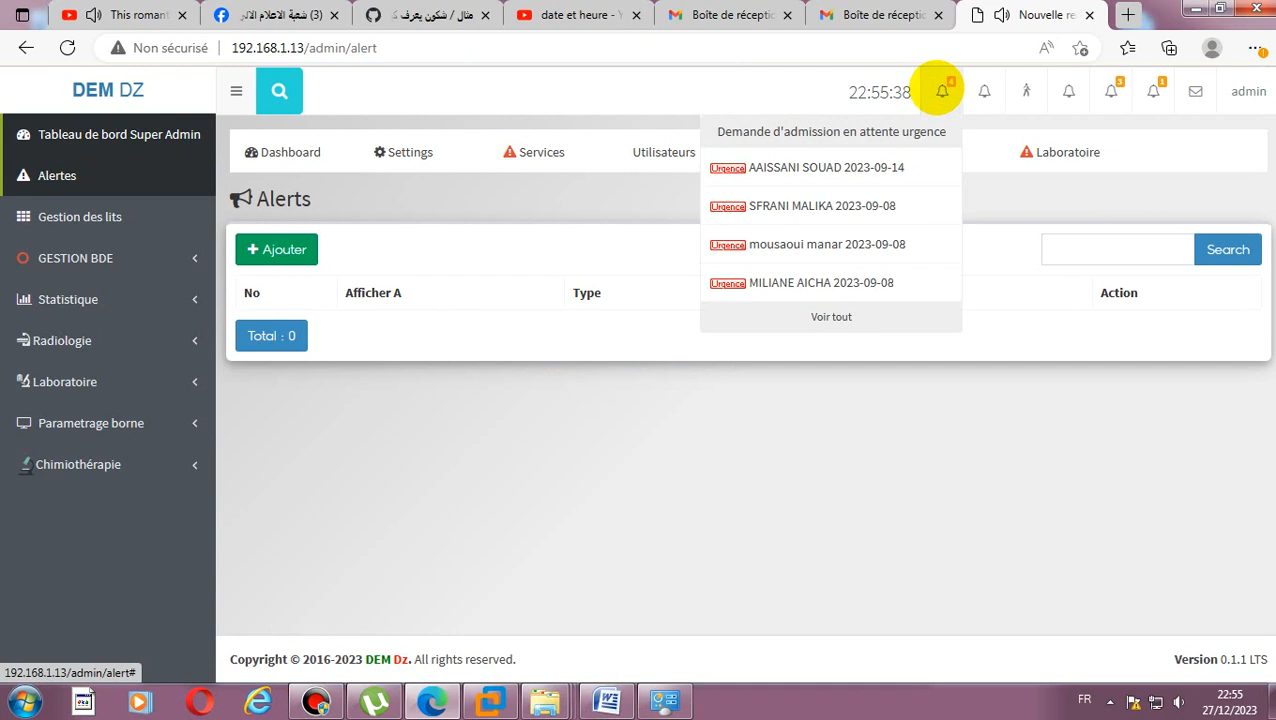 This romant
(3) شعبة الاعلام الالي
مثال / شكون يعرف ك
date et heure - Y
Boîte de récepti
Boîte de récepti
Nouvelle re
Non sécurisé
192.168.1.13/admin/alert
DEM DZ
22:55:38
4
3
1
admin
Tableau de bord Super Admin
Alertes
Gestion des lits
GESTION BDE
Statistique
Radiologie
Laboratoire
Parametrage borne
Chimiothérapie
Dashboard
Settings
Services
Utilisateurs
Laboratoire
Demande d'admission en attente urgence
Urgence AAISSANI SOUAD 2023-09-14
Urgence SFRANI MALIKA 2023-09-08
Urgence mousaoui manar 2023-09-08
Urgence MILIANE AICHA 2023-09-08
Voir tout
Alerts
Ajouter
Search
No Afficher A Type Action
Total : 0
Copyright © 2016-2023 DEM Dz. All rights reserved.
Version 0.1.1 LTS
192.168.1.13/admin/alert#
FR
22:55
27/12/2023